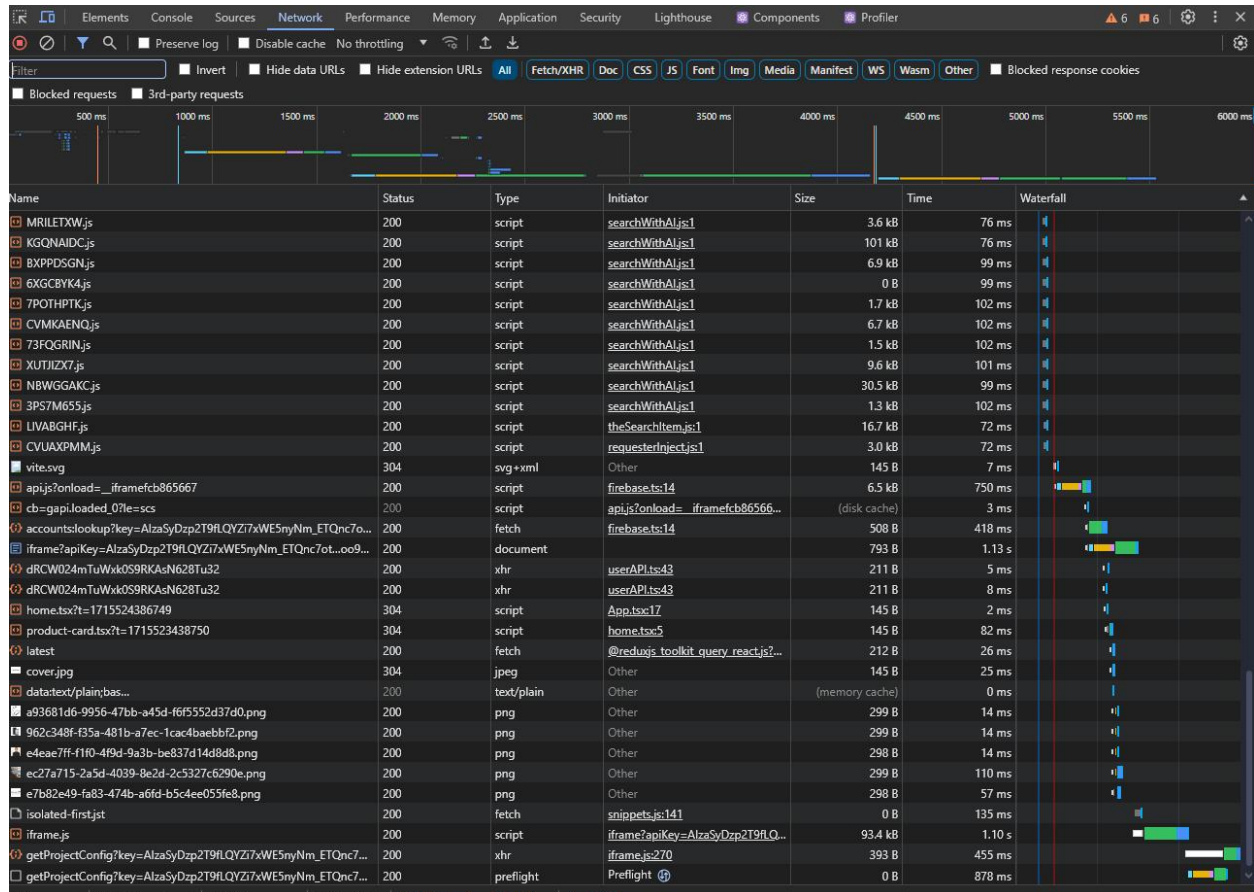 Elements Console Sources Network Performance Memory Application Security Lighthouse Components Profiler 6 6
Preserve log Disable cache No throttling
Filter Invert Hide data URLs Hide extension URLs All Fetch/XHR Doc CSS JS Font Img Media Manifest WS Wasm Other Blocked response cookies
Blocked requests 3rd-party requests
500 ms 1000 ms 1500 ms 2000 ms 2500 ms 3000 ms 3500 ms 4000 ms 4500 ms 5000 ms 5500 ms 6000 ms
Name Status Type Initiator Size Time Waterfall
MRILETXW.js 200 script searchWithAI.js:1 3.6 kB 76 ms
KGQNAIDC.js 200 script searchWithAI.js:1 101 kB 76 ms
BXPPDSGN.js 200 script searchWithAI.js:1 6.9 kB 99 ms
6XGCBYK4.js 200 script searchWithAI.js:1 0 B 99 ms
7POTHPTK.js 200 script searchWithAI.js:1 1.7 kB 102 ms
CVMKAENQ.js 200 script searchWithAI.js:1 6.7 kB 102 ms
73FQGRIN.js 200 script searchWithAI.js:1 1.5 kB 102 ms
XUTJIZX7.js 200 script searchWithAI.js:1 9.6 kB 101 ms
NBWGGAKC.js 200 script searchWithAI.js:1 30.5 kB 99 ms
3PS7M655.js 200 script searchWithAI.js:1 1.3 kB 102 ms
LIVABGHF.js 200 script theSearchItem.js:1 16.7 kB 72 ms
CVUAXPMM.js 200 script requesterInject.js:1 3.0 kB 72 ms
vite.svg 304 svg+xml Other 145 B 7 ms
api.js?onload=__iframefcb865667 200 script firebase.ts:14 6.5 kB 750 ms
cb=gapi.loaded_0?le=scs 200 script api.js?onload=__iframefcb86566... (disk cache) 3 ms
accounts:lookup?key=AIzaSyDzp2T9fLQYZi7xWE5nyNm_ETQnc7o... 200 fetch firebase.ts:14 508 B 418 ms
iframe?apiKey=AIzaSyDzp2T9fLQYZi7xWE5nyNm_ETQnc7ot...oo9... 200 document 793 B 1.13 s
dRCW024mTuWxk0S9RKAsN628Tu32 200 xhr userAPI.ts:43 211 B 5 ms
dRCW024mTuWxk0S9RKAsN628Tu32 200 xhr userAPI.ts:43 211 B 8 ms
home.tsx?t=1715524386749 304 script App.tsx:17 145 B 2 ms
product-card.tsx?t=1715523438750 304 script home.tsx:5 145 B 82 ms
latest 200 fetch @reduxjs_toolkit_query_react.js?... 212 B 26 ms
cover.jpg 304 jpeg Other 145 B 25 ms
data:text/plain;bas... 200 text/plain Other (memory cache) 0 ms
a93681d6-9956-47bb-a45d-f6f5552d37d0.png 200 png Other 299 B 14 ms
962c348f-f35a-481b-a7ec-1cac4baebbf2.png 200 png Other 299 B 14 ms
e4eae7ff-f1f0-4f9d-9a3b-be837d14d8d8.png 200 png Other 298 B 14 ms
ec27a715-2a5d-4039-8e2d-2c5327c6290e.png 200 png Other 299 B 110 ms
e7b82e49-fa83-474b-a6fd-b5c4ee055fe8.png 200 png Other 298 B 57 ms
isolated-first.jst 200 fetch snippets.js:141 0 B 135 ms
iframe.js 200 script iframe?apiKey=AIzaSyDzp2T9fLQ... 93.4 kB 1.10 s
getProjectConfig?key=AIzaSyDzp2T9fLQYZi7xWE5nyNm_ETQnc7... 200 xhr iframe.js:270 393 B 455 ms
getProjectConfig?key=AIzaSyDzp2T9fLQYZi7xWE5nyNm_ETQnc7... 200 preflight Preflight 0 B 878 ms